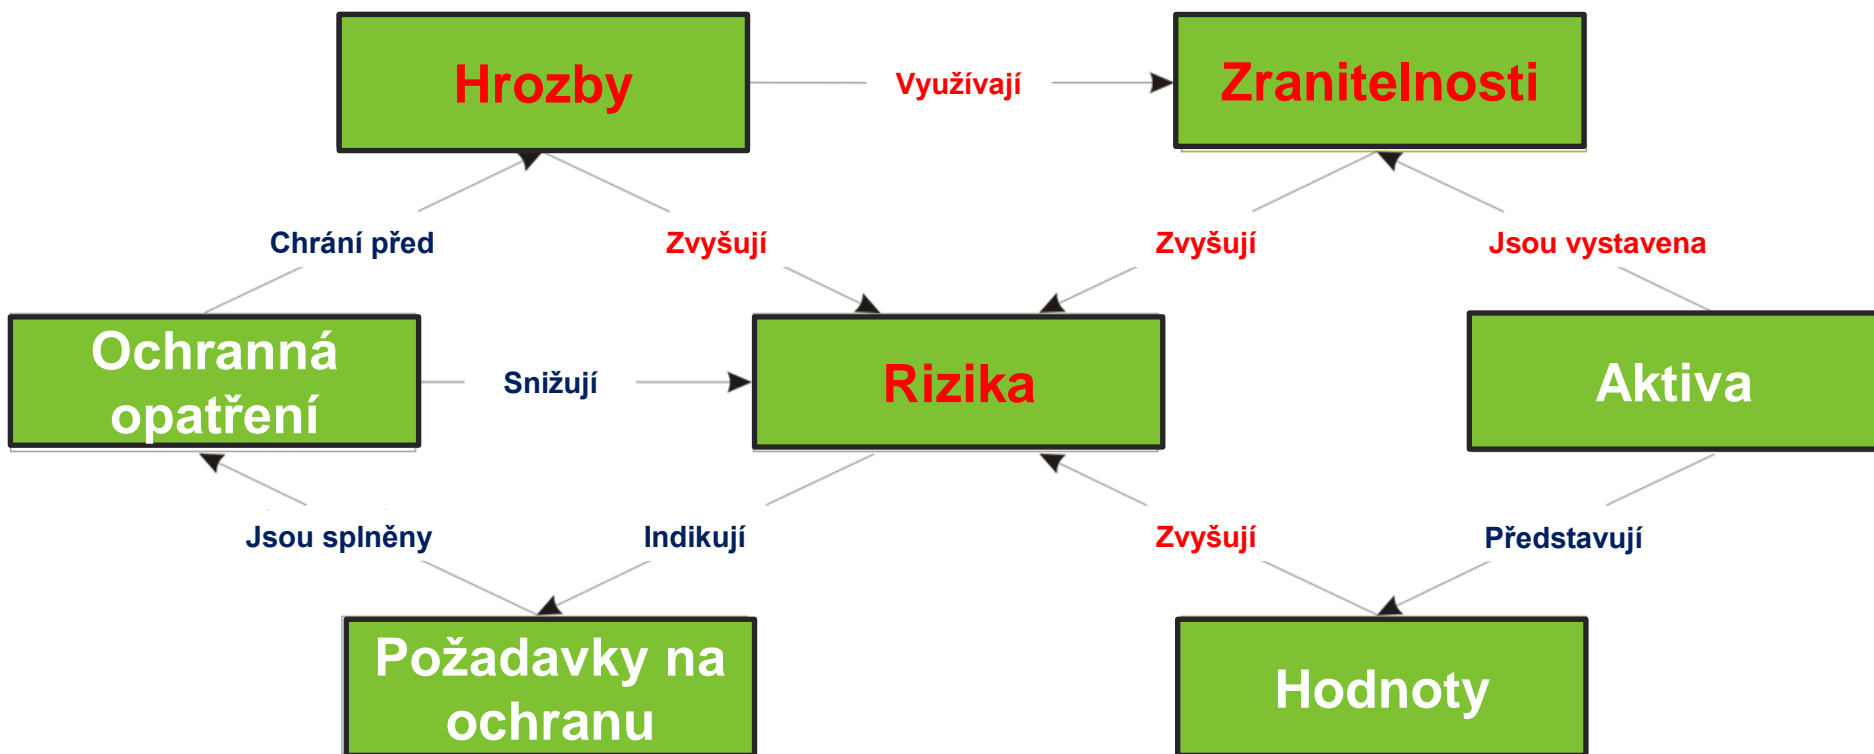 Hrozby
Využívají
Zranitelnosti
Chrání před
Zvyšují
Zvyšují
Jsou vystavena
Ochranná
opatření
Snižují
Rizika
Aktiva
Jsou splněny
Indikují
Zvyšují
Představují
Požadavky na
ochranu
Hodnoty